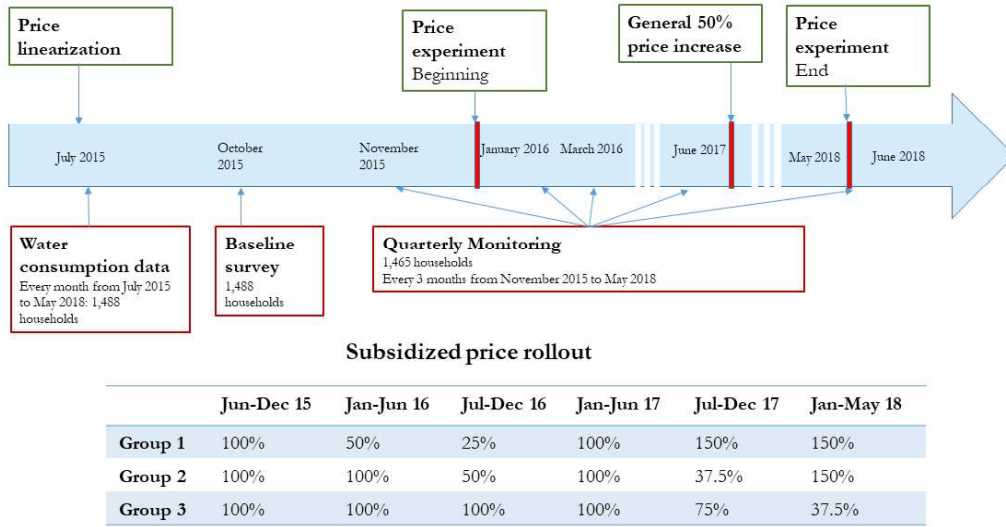 Price
linearization
Price
experiment
Beginning
General 50%
price increase
Price
experiment
End
July 2015
October
2015
November
2015
January 2016
March 2016
June 2017
May 2018
June 2018
Water
consumption data
Every month from July 2015
to May 2018: 1,488
households
Baseline
survey
1,488
households
Quarterly Monitoring
1,465 households
Every 3 months from November 2015 to May 2018
Subsidized price rollout
Jun-Dec 15 Jan-Jun 16 Jul-Dec 16 Jan-Jun 17 Jul-Dec 17 Jan-May 18
Group 1 100% 50% 25% 100% 150% 150%
Group 2 100% 100% 50% 100% 37.5% 150%
Group 3 100% 100% 100% 100% 75% 37.5%